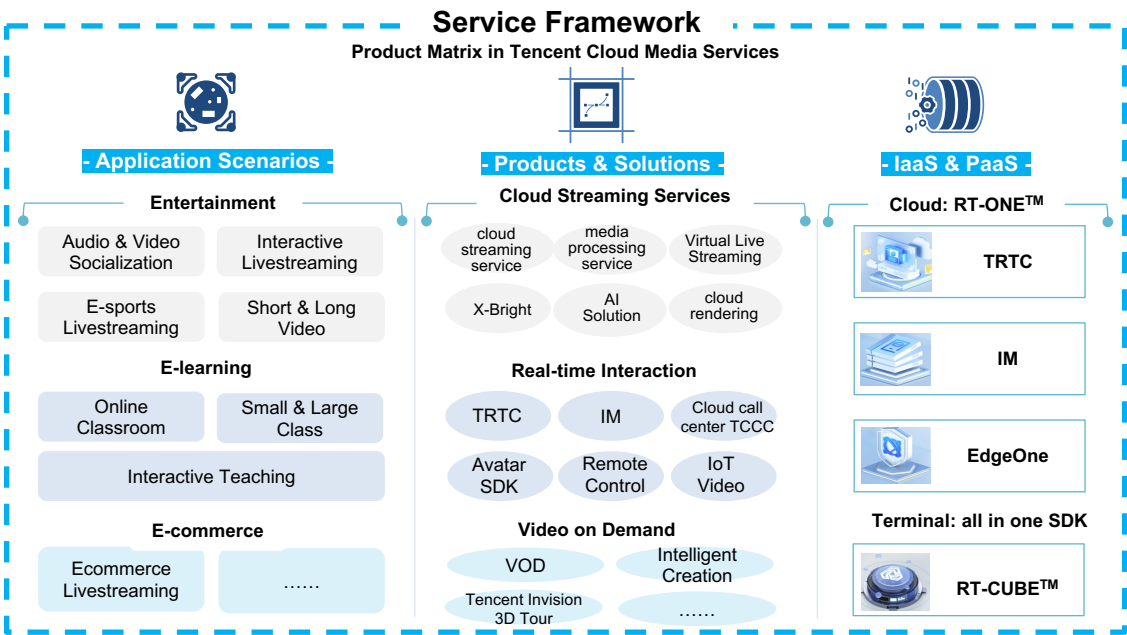 Service Framework
Product Matrix in Tencent Cloud Media Services
- Application Scenarios -
Entertainment
Audio & Video
Socialization
Interactive
Livestreaming
E-sports
Livestreaming
Short & Long
Video
E-learning
Online
Classroom
Small & Large
Class
Interactive Teaching
E-commerce
Ecommerce
Livestreaming
……
- Products & Solutions -
Cloud Streaming Services
cloud
streaming
service
media
processing
service
Virtual Live
Streaming
X-Bright
AI
Solution
cloud
rendering
Real-time Interaction
TRTC
IM
Cloud call
center TCCC
Avatar
SDK
Remote
Control
IoT
Video
Video on Demand
VOD
Intelligent
Creation
Tencent Invision
3D Tour
……
- IaaS & PaaS -
Cloud: RT-ONE™
TRTC
IM
EdgeOne
Terminal: all in one SDK
RT-CUBE™